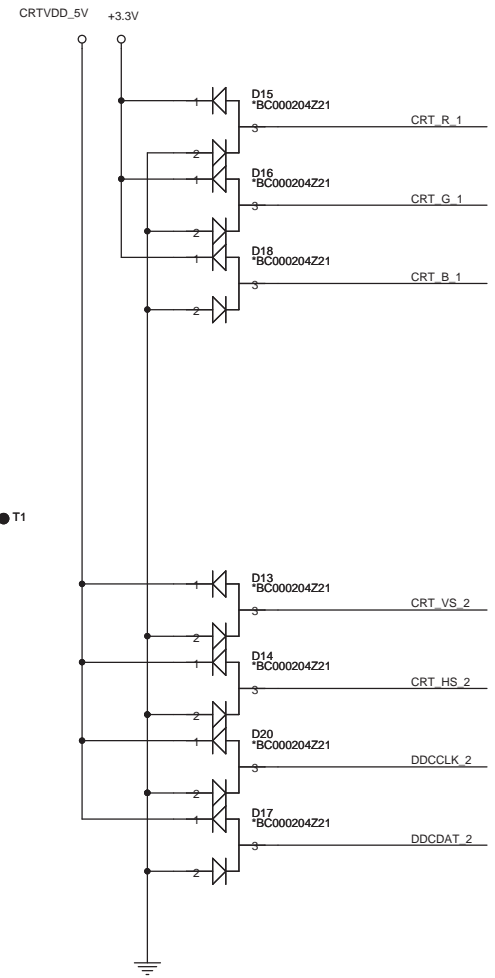 CRTVDD_5V +3.3V
D15
*BC000204Z21
1
3
CRT_R_1
2
D16
*BC000204Z21
1
3
CRT_G_1
2
D18
*BC000204Z21
1
3
CRT_B_1
2
T1
D13
*BC000204Z21
1
3
CRT_VS_2
2
D14
*BC000204Z21
1
3
CRT_HS_2
2
D20
*BC000204Z21
1
3
DDCCLK_2
2
D17
*BC000204Z21
1
3
DDCDAT_2
2